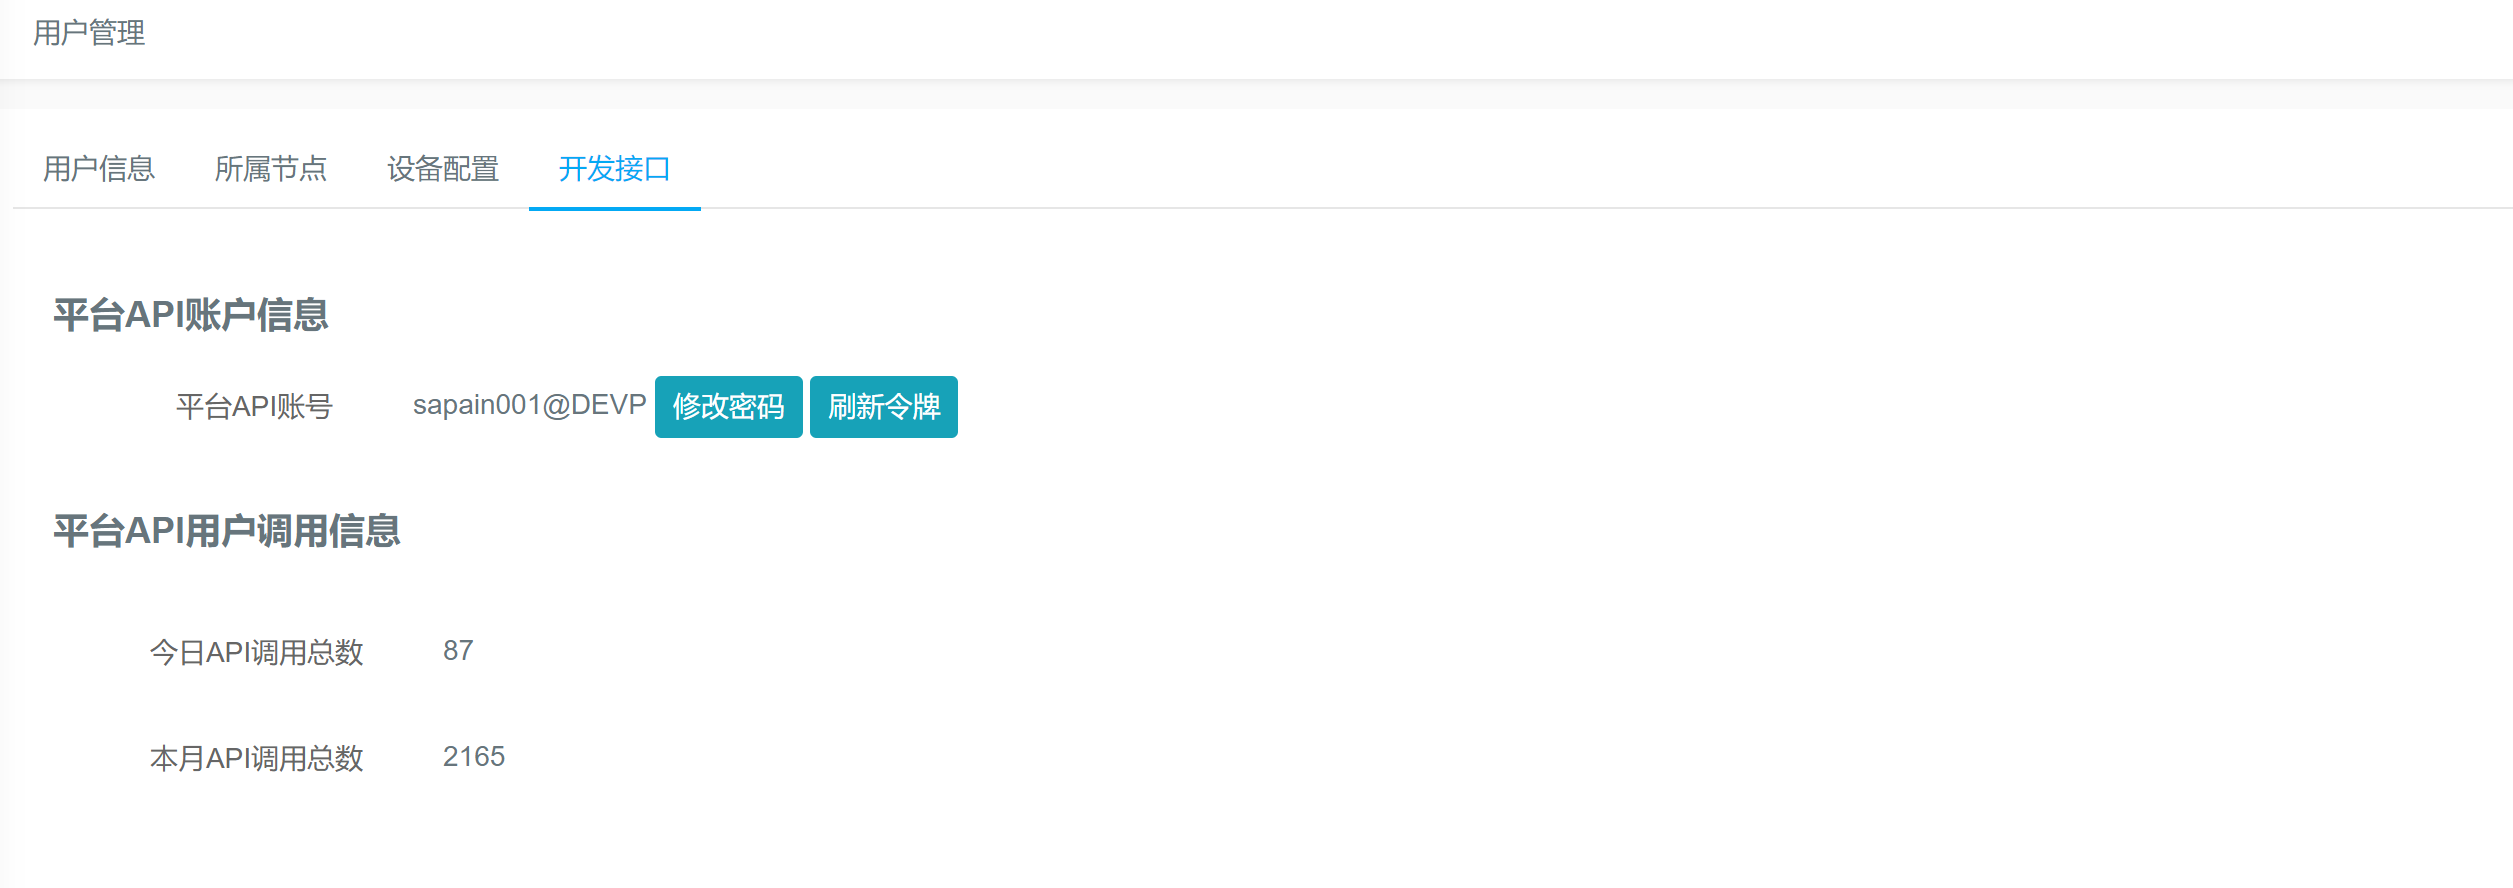 用户管理
用户信息 所属节点 设备配置 开发接口
平台API账户信息
平台API账号 sapain001@DEVP 修改密码 刷新令牌
平台API用户调用信息
今日API调用总数 87
本月API调用总数 2165